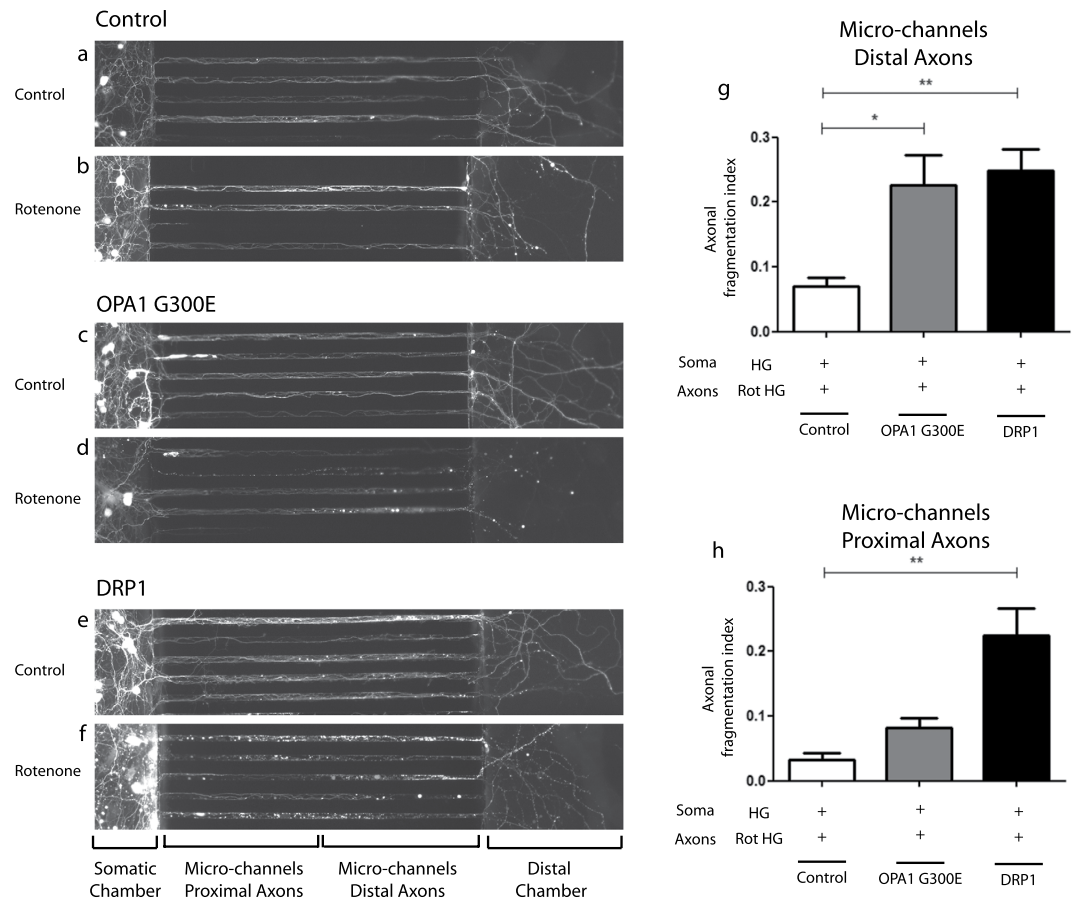 Control
a
Control
b
Rotenone
OPA1 G300E
c
Control
d
Rotenone
DRP1
e
Control
f
Rotenone
Somatic
Chamber
Micro-channels
Proximal Axons
Micro-channels
Distal Axons
Distal
Chamber
Micro-channels
Distal Axons
g
**
*
0.3
0.2
0.1
0.0
Axonal
fragmentation index
Soma HG + + +
Axons Rot HG + + +
Control OPA1 G300E DRP1
Micro-channels
Proximal Axons
h
**
0.3
0.2
0.1
0.0
Axonal
fragmentation index
Soma HG + + +
Axons Rot HG + + +
Control OPA1 G300E DRP1